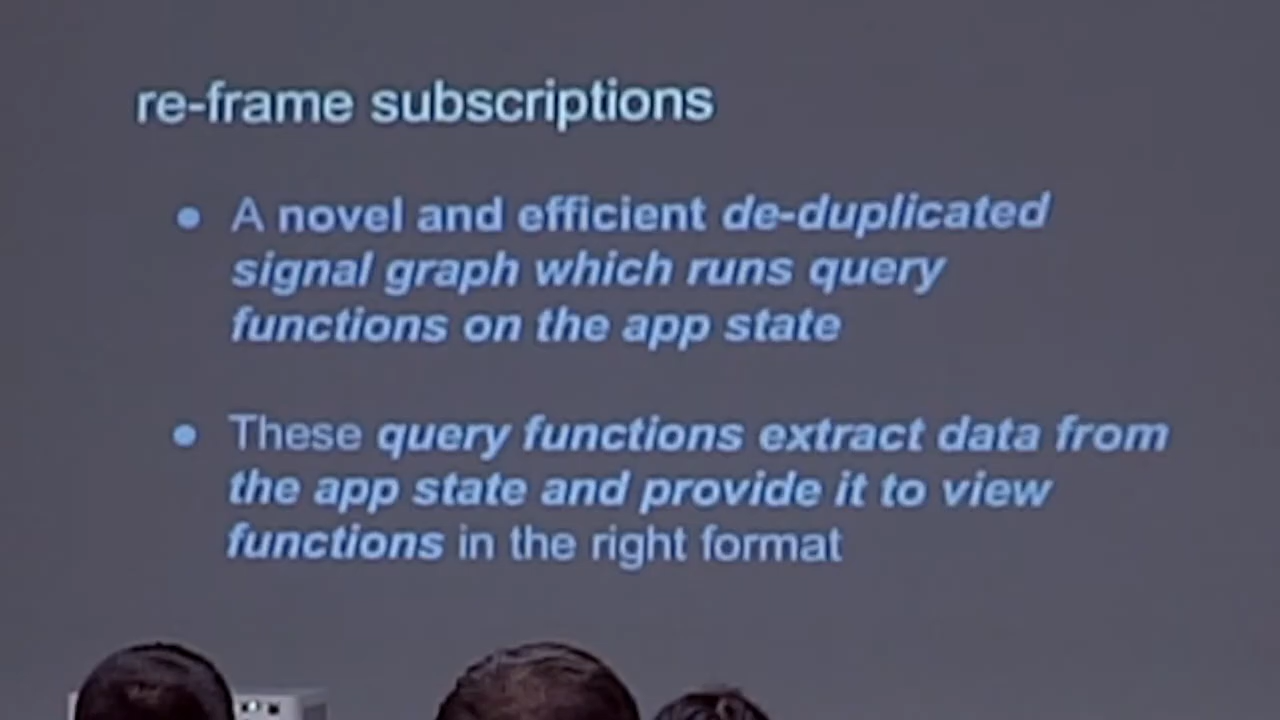 re-frame subscriptions
● A novel and efficient de-duplicated
signal graph which runs query
functions on the app state
● These query functions extract data from
the app state and provide it to view
functions in the right format